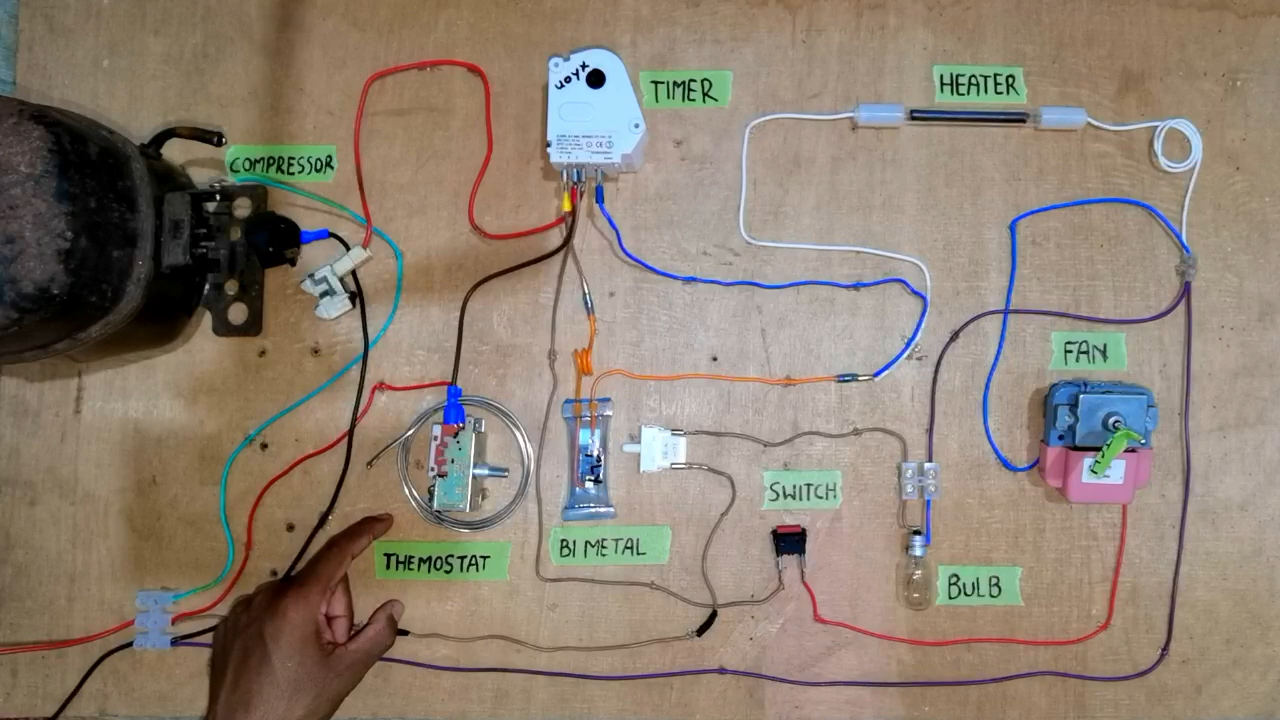 TIMER
HEATER
COMPRESSOR
FAN
SWITCH
THEMOSTAT
BI METAL
BULB